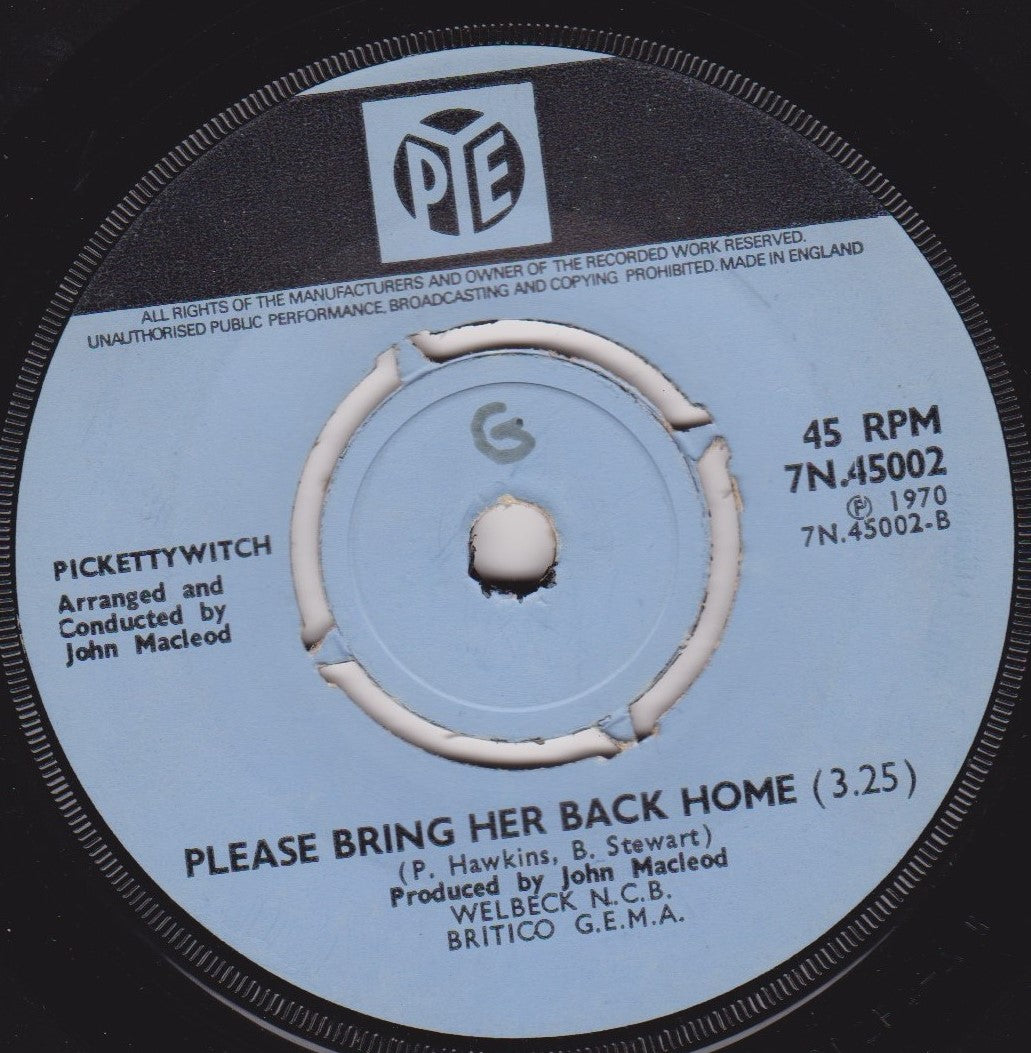 PYE
ALL RIGHTS OF THE MANUFACTURERS AND OWNER OF THE RECORDED WORK RESERVED.
UNAUTHORISED PUBLIC PERFORMANCE, BROADCASTING AND COPYING PROHIBITED. MADE IN ENGLAND
G
45 RPM
7N.45002
Ⓟ 1970
7N.45002-B
PICKETTYWITCH
Arranged and
Conducted by
John Macleod
PLEASE BRING HER BACK HOME (3.25)
(P. Hawkins, B. Stewart)
Produced by John Macleod
WELBECK N.C.B.
BRITICO G.E.M.A.